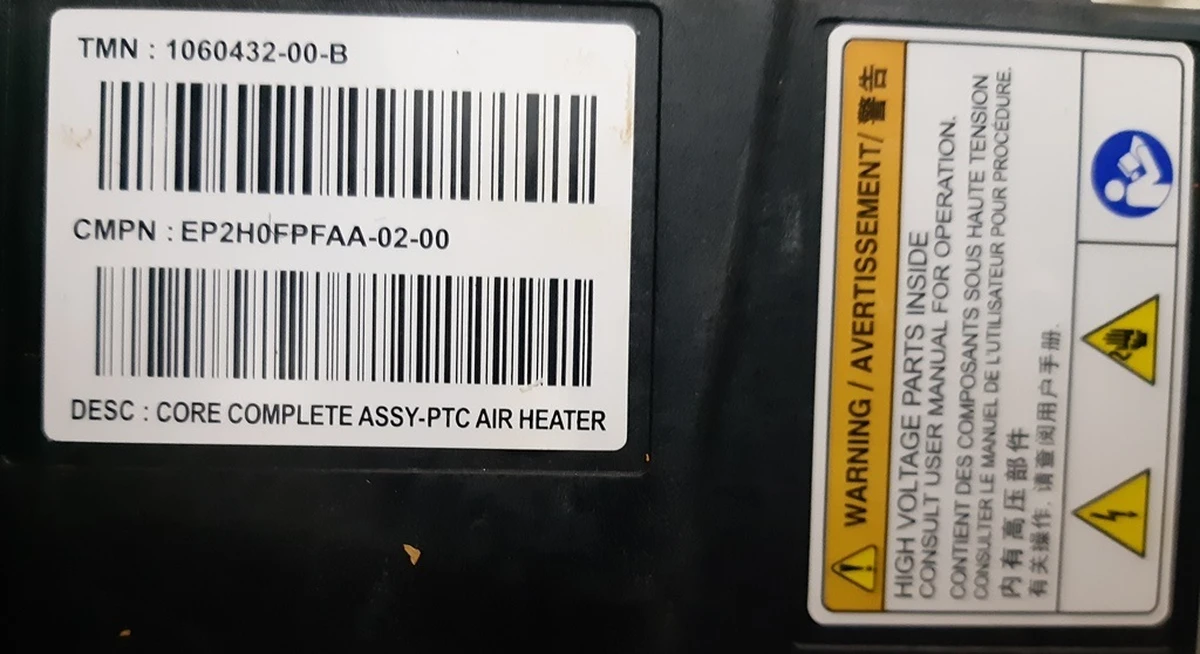 TMN : 1060432-00-B
CMPN : EP2H0FPFAA-02-00
DESC : CORE COMPLETE ASSY-PTC AIR HEATER
WARNING / AVERTISSEMENT/ 警告
HIGH VOLTAGE PARTS INSIDE
CONSULT USER MANUAL FOR OPERATION.
CONTIENT DES COMPOSANTS SOUS HAUTE TENSION
CONSULTER LE MANUEL DE L'UTILISATEUR POUR PROCÉDURE.
内有高压部件
有关操作, 请查阅用户手册.